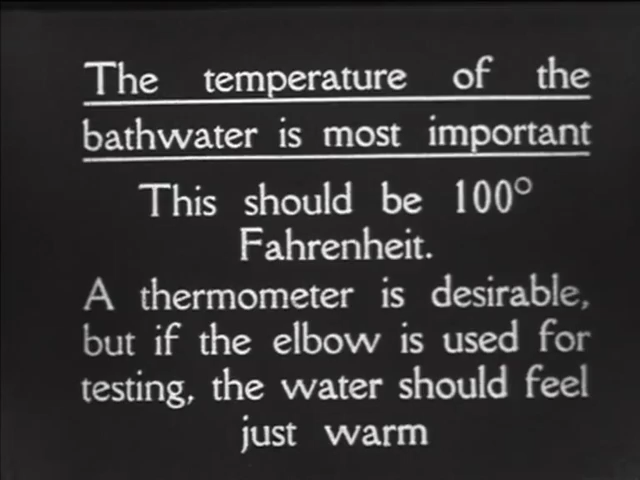 The temperature of the
bathwater is most important
This should be 100°
Fahrenheit.
A thermometer is desirable,
but if the elbow is used for
testing, the water should feel
just warm